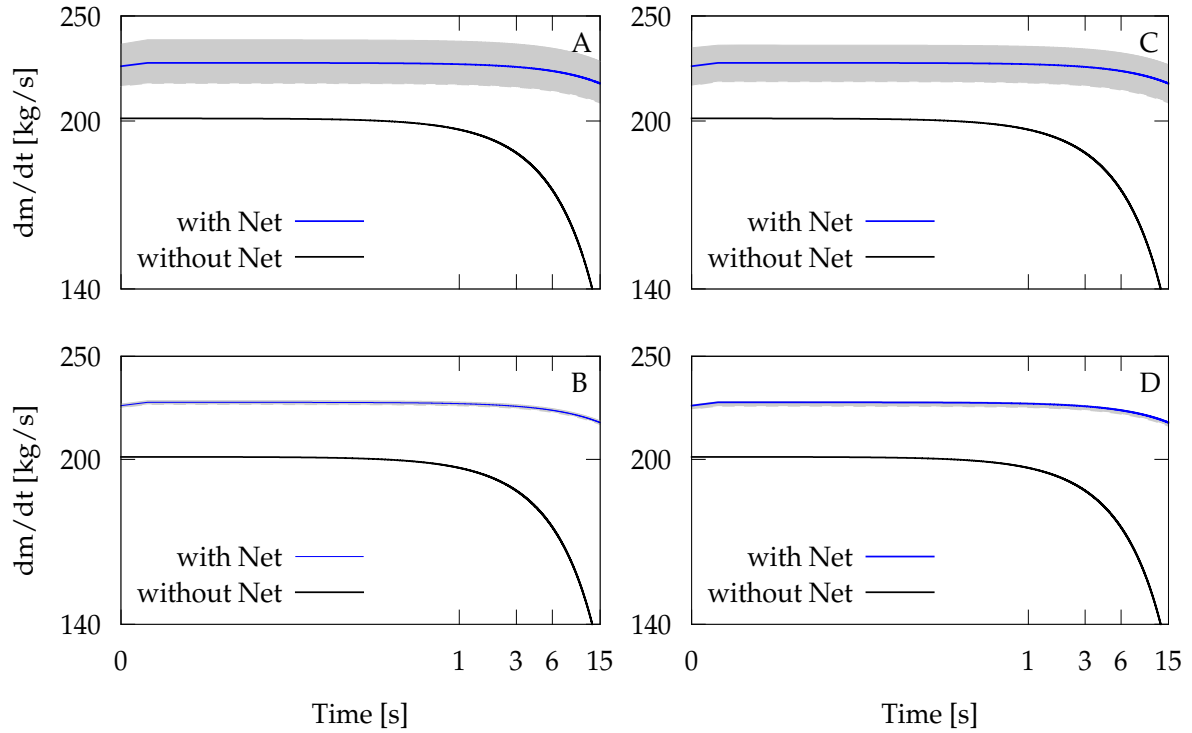 250
A
200
dm/dt [kg/s]
with Net
without Net
140
250
C
200
with Net
without Net
140
250
B
200
dm/dt [kg/s]
with Net
without Net
140
0 1 3 6 15
Time [s]
250
D
200
with Net
without Net
140
0 1 3 6 15
Time [s]